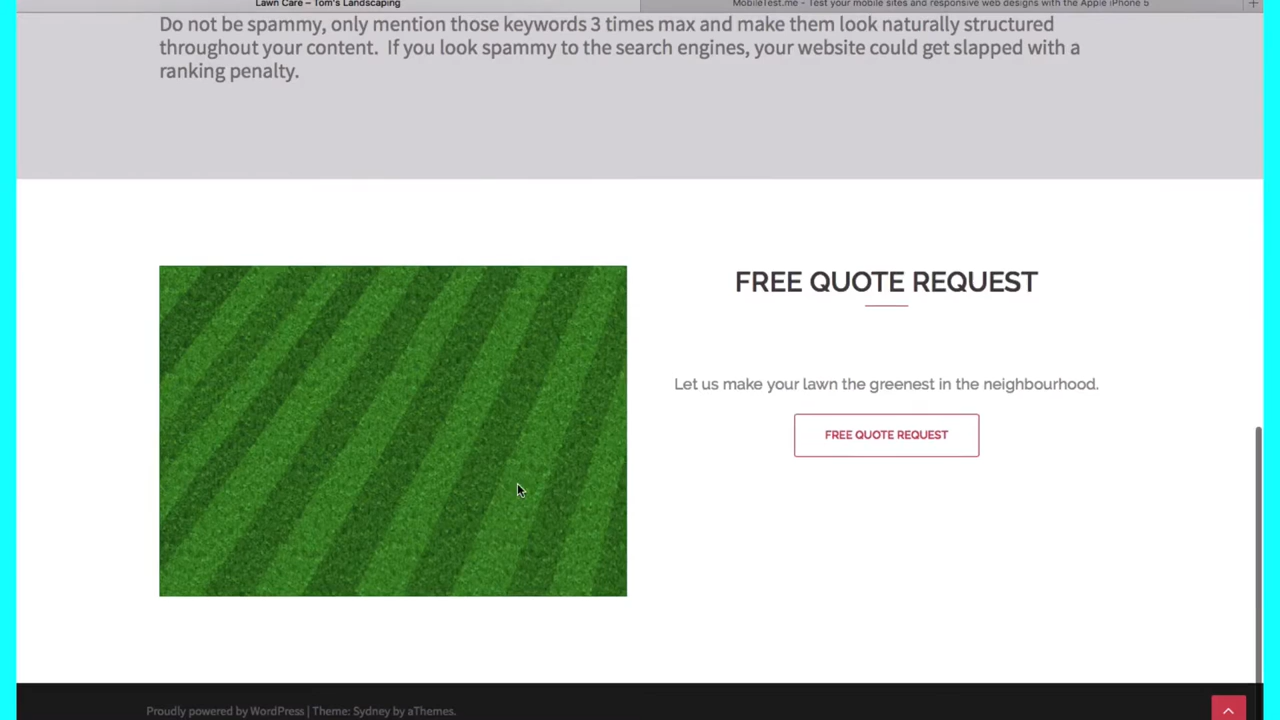 Lawn Care – Tom's Landscaping
MobileTest.me - Test your mobile sites and responsive web designs with the Apple iPhone 5
Do not be spammy, only mention those keywords 3 times max and make them look naturally structured
throughout your content.  If you look spammy to the search engines, your website could get slapped with a
ranking penalty.
FREE QUOTE REQUEST
Let us make your lawn the greenest in the neighbourhood.
FREE QUOTE REQUEST
Proudly powered by WordPress | Theme: Sydney by aThemes.